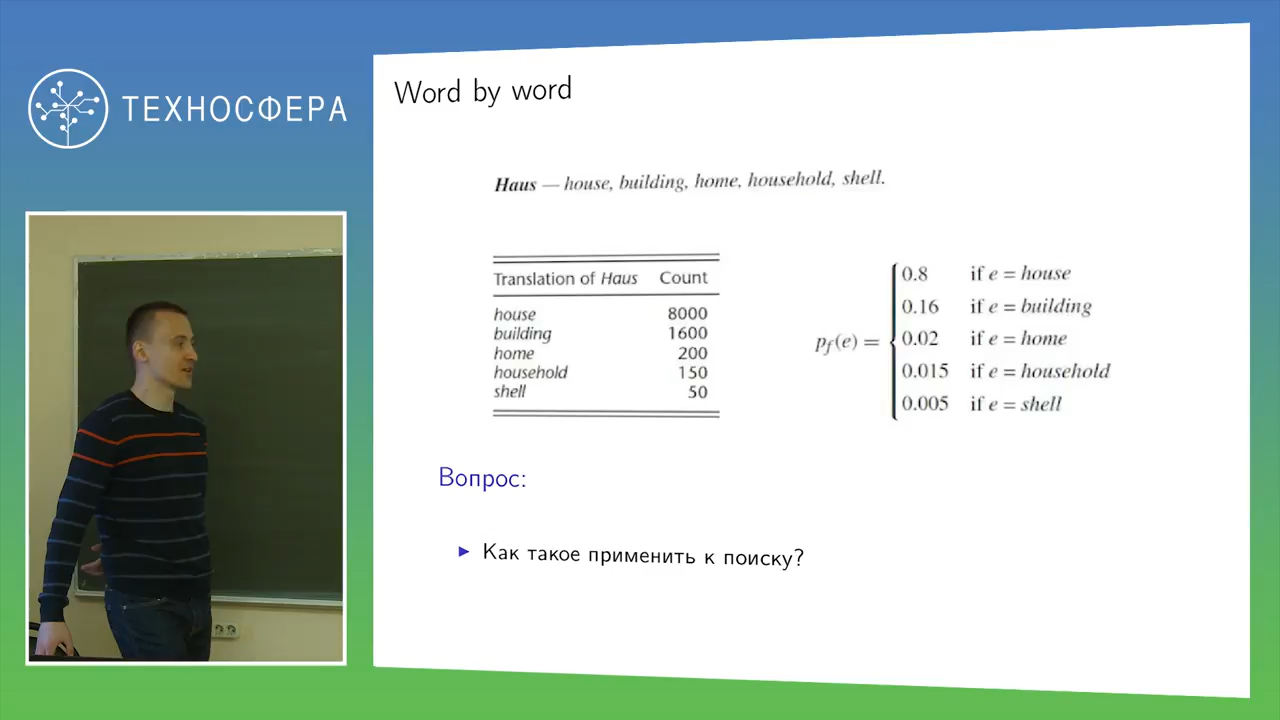 ТЕХНОСФЕРА
Word by word
Haus — house, building, home, household, shell.
Translation of Haus Count
house 8000
building 1600
home 200
household 150
shell 50
p_f(e) =
0.8 if e = house
0.16 if e = building
0.02 if e = home
0.015 if e = household
0.005 if e = shell
Вопрос:
▶ Как такое применить к поиску?